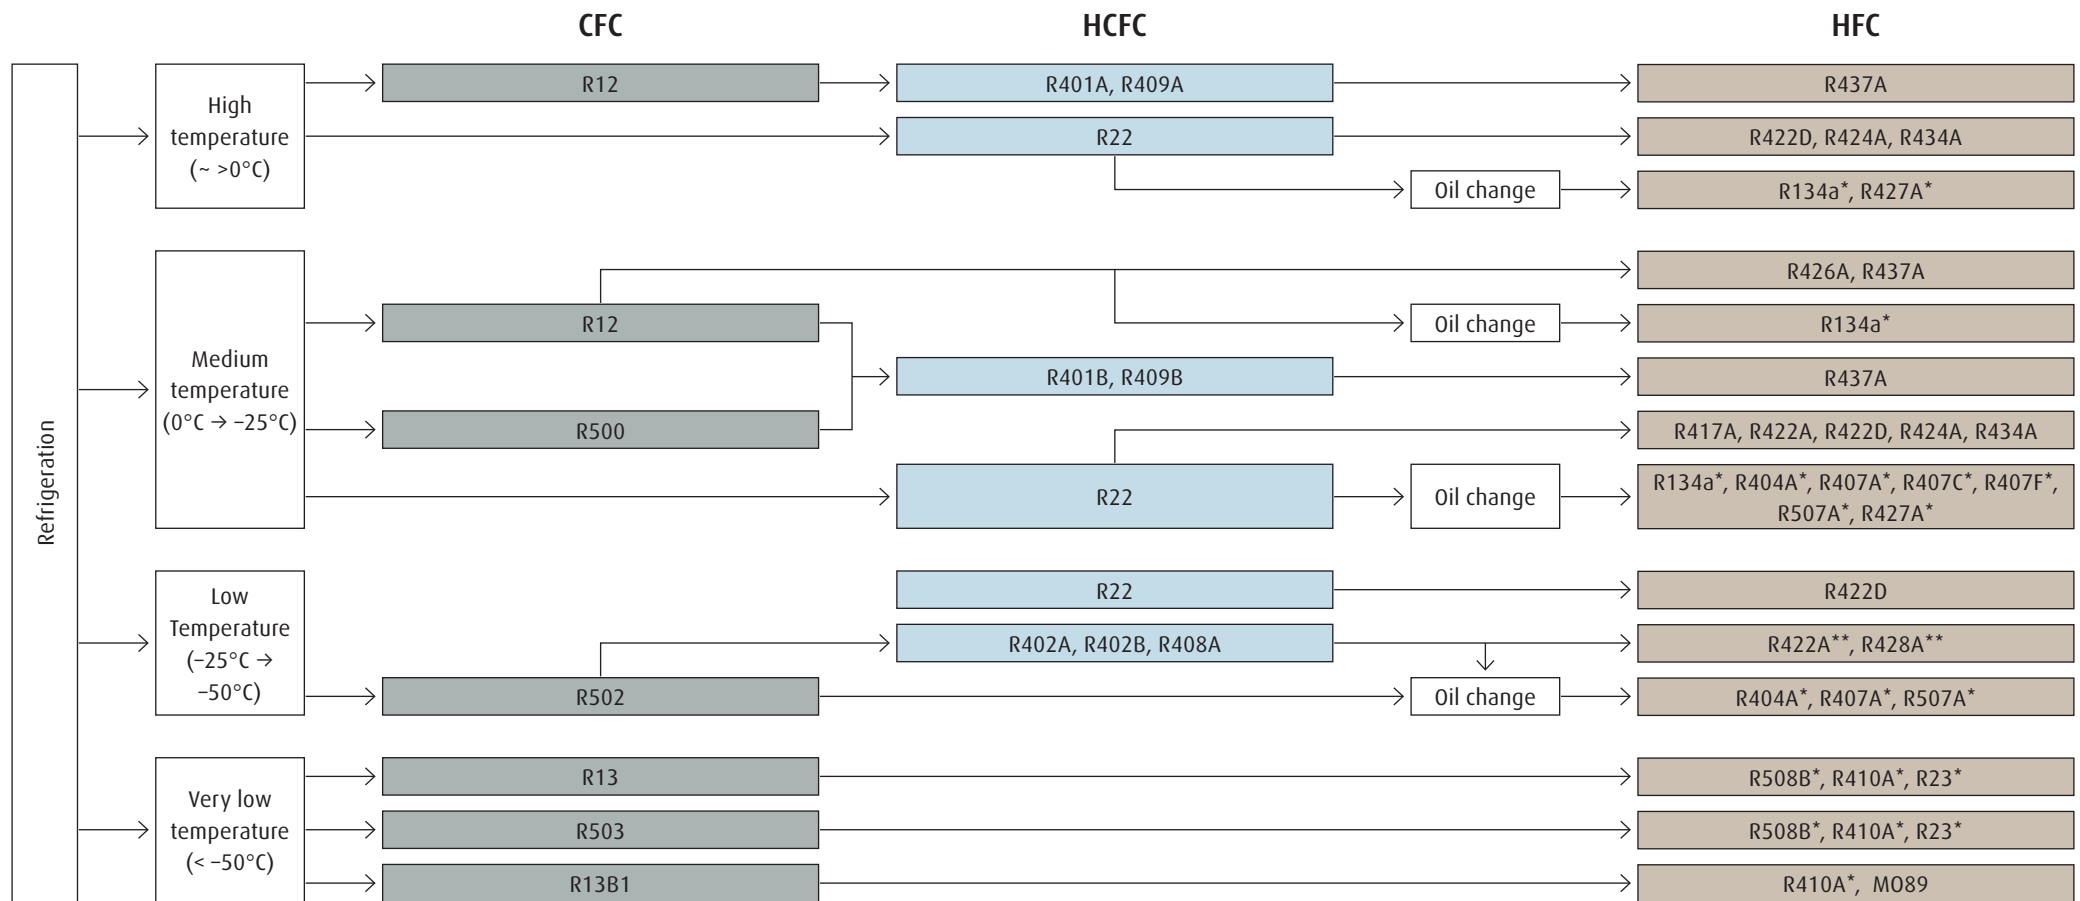 CFC
HCFC
HFC
Refrigeration
High
temperature
(~ >0°C)
R12
R401A, R409A
R437A
R22
R422D, R424A, R434A
Oil change
R134a*, R427A*
Medium
temperature
(0°C → –25°C)
R426A, R437A
R12
Oil change
R134a*
R401B, R409B
R437A
R500
R417A, R422A, R422D, R424A, R434A
R22
Oil change
R134a*, R404A*, R407A*, R407C*, R407F*,
R507A*, R427A*
Low
Temperature
(–25°C →
–50°C)
R22
R422D
R402A, R402B, R408A
R422A**, R428A**
R502
Oil change
R404A*, R407A*, R507A*
Very low
temperature
(< –50°C)
R13
R508B*, R410A*, R23*
R503
R508B*, R410A*, R23*
R13B1
R410A*, MO89